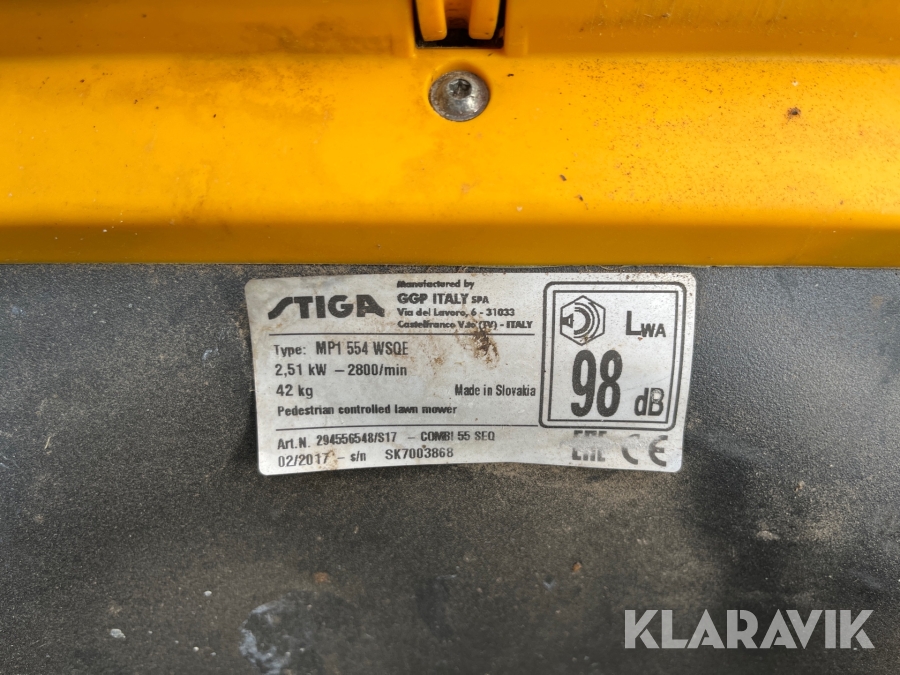 STIGA
Manufactured by
GGP ITALY SPA
Via del Lavoro, 6 - 31033
Castelfranco V.to (TV) - ITALY
Type: MP1 554 WSQE
2,51 kW – 2800/min
42 kg Made in Slovakia
Pedestrian controlled lawn mower
Art.N. 294556548/S17 - COMBI 55 SEQ
02/2017 - s/n SK7003868
LWA
98 dB
EAC CE
KLARAVIK